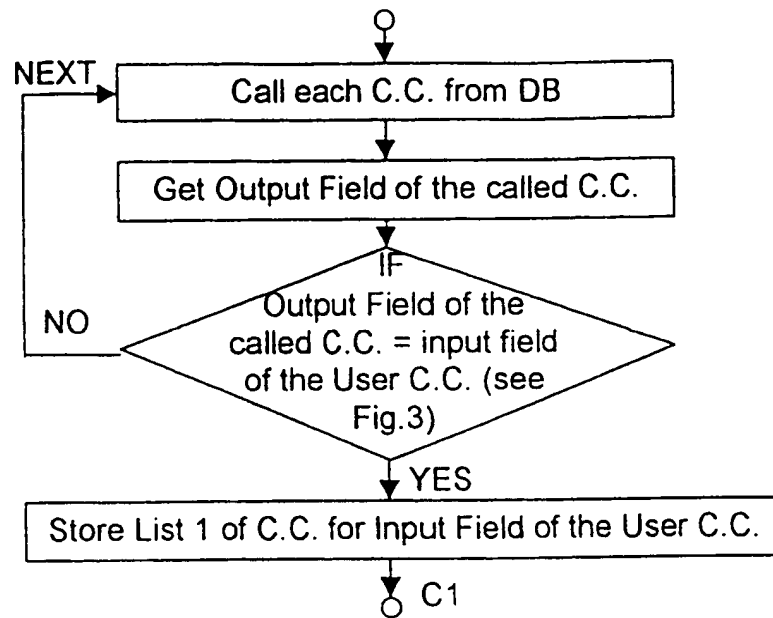 NEXT
Call each C.C. from DB
Get Output Field of the called C.C.
IF
Output Field of the
called C.C. = input field
of the User C.C. (see
Fig.3)
NO
YES
Store List 1 of C.C. for Input Field of the User C.C.
C1